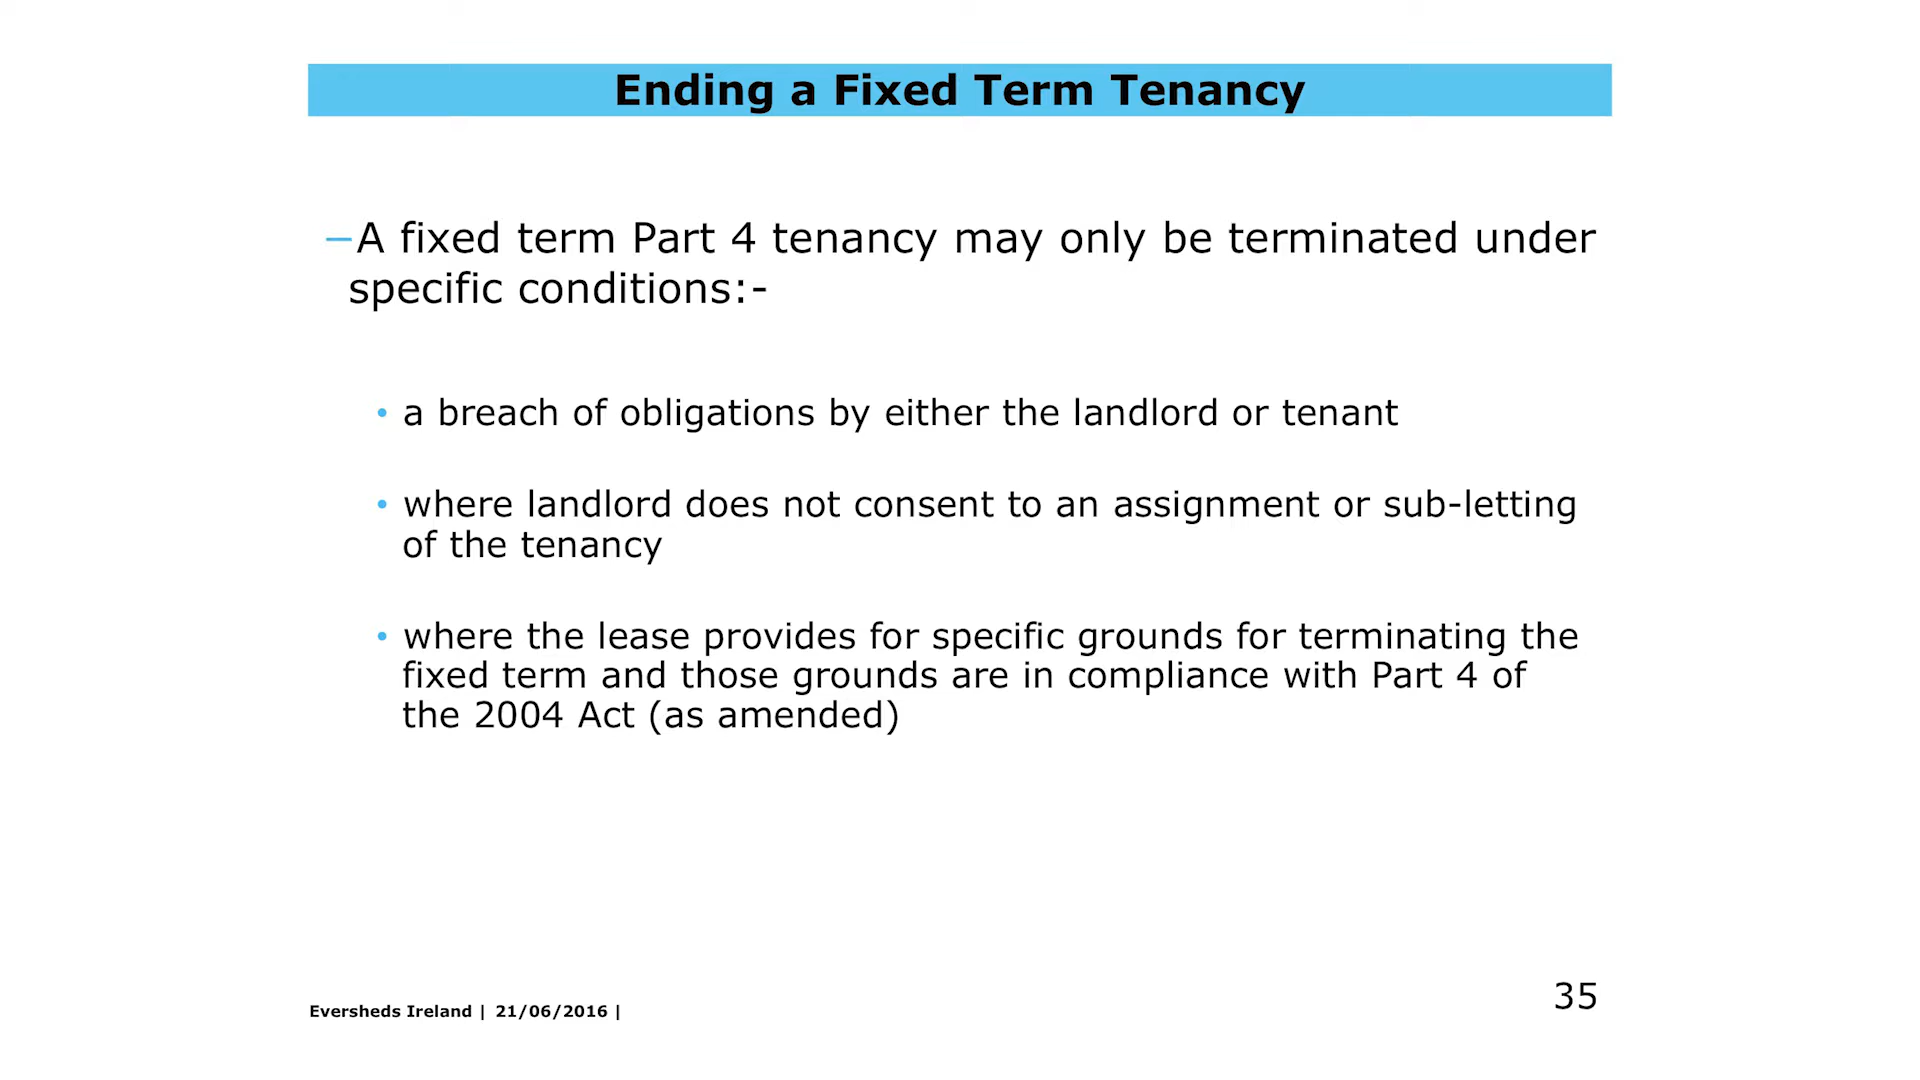 Ending a Fixed Term Tenancy
–A fixed term Part 4 tenancy may only be terminated under
specific conditions:-
• a breach of obligations by either the landlord or tenant
• where landlord does not consent to an assignment or sub-letting
of the tenancy
• where the lease provides for specific grounds for terminating the
fixed term and those grounds are in compliance with Part 4 of
the 2004 Act (as amended)
Eversheds Ireland | 21/06/2016 |
35